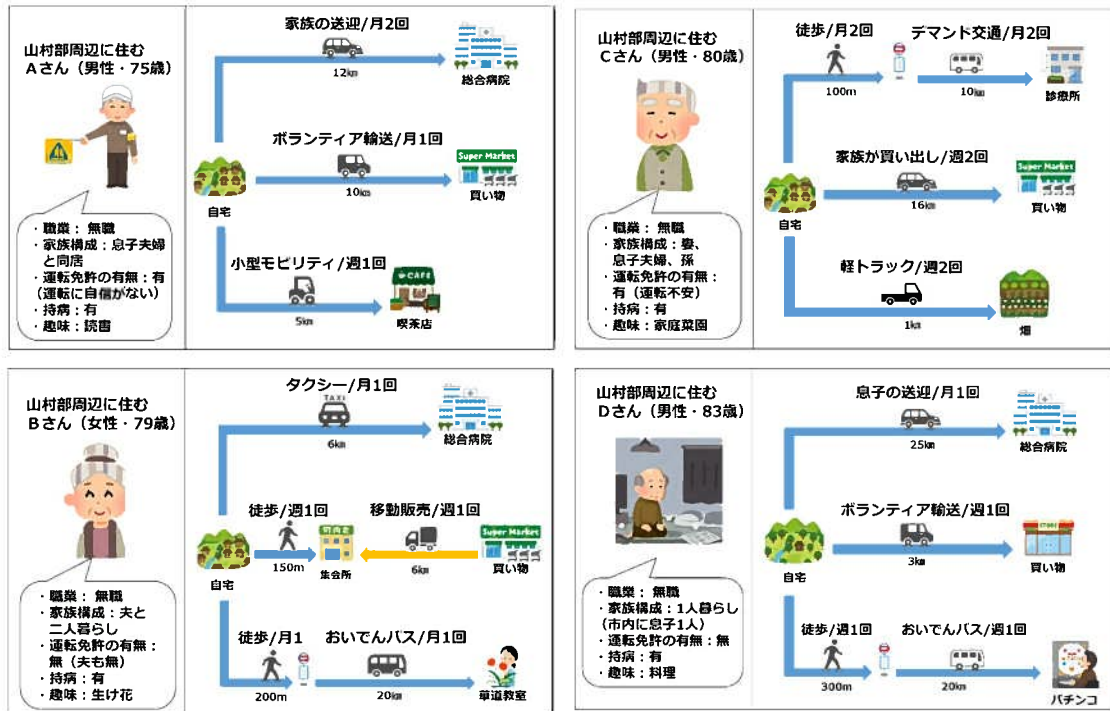 山村部周辺に住む
Aさん（男性・75歳）
・職業：無職
・家族構成：息子夫婦
と同居
・運転免許の有無：有
（運転に自信がない）
・持病：有
・趣味：読書
家族の送迎/月2回
12km
総合病院
ボランティア輸送/月1回
10km
Super Market
買い物
自宅
小型モビリティ/週1回
5km
CAFE
喫茶店
山村部周辺に住む
Cさん（男性・80歳）
・職業：無職
・家族構成：妻、
息子夫婦、孫
・運転免許の有無：
有（運転不安）
・持病：有
・趣味：家庭菜園
徒歩/月2回
デマンド交通/月2回
100m
10km
診療所
家族が買い出し/週2回
16km
Super Market
買い物
自宅
軽トラック/週2回
1km
畑
山村部周辺に住む
Bさん（女性・79歳）
・職業：無職
・家族構成：夫と
二人暮らし
・運転免許の有無：
無（夫も無）
・持病：有
・趣味：生け花
タクシー/月1回
TAXI
6km
総合病院
徒歩/週1回
移動販売/週1回
150m
集会所
6km
Super Market
買い物
自宅
徒歩/月1
おいでんバス/月1回
200m
20km
華道教室
山村部周辺に住む
Dさん（男性・83歳）
・職業：無職
・家族構成：1人暮らし
（市内に息子1人）
・運転免許の有無：無
・持病：有
・趣味：料理
息子の送迎/月1回
25km
総合病院
ボランティア輸送/週1回
3km
STORE
買い物
自宅
徒歩/週1回
おいでんバス/週1回
300m
20km
パチンコ